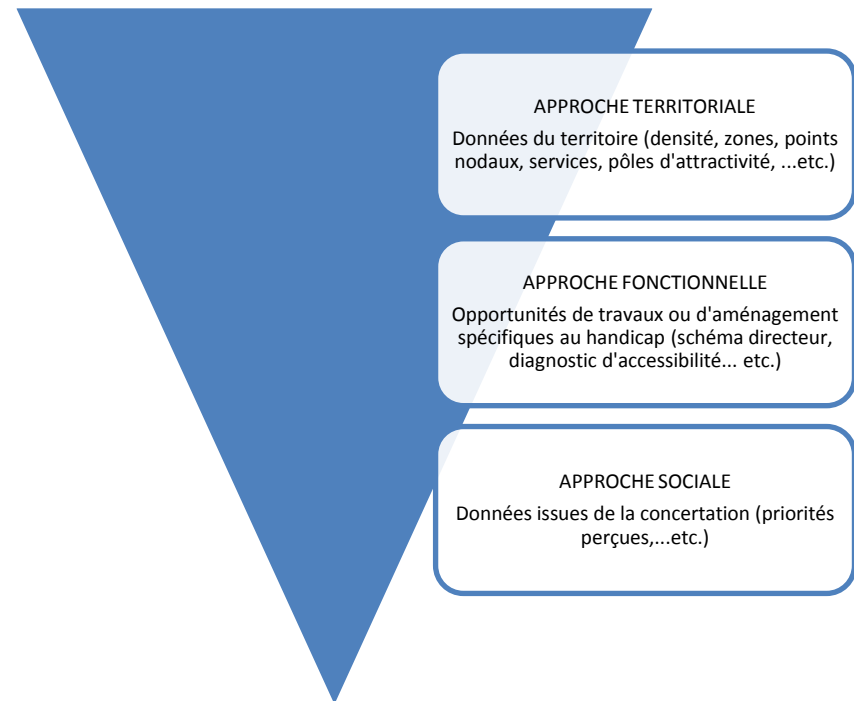 APPROCHE TERRITORIALE
Données du territoire (densité, zones, points
nodaux, services, pôles d'attractivité, ...etc.)
APPROCHE FONCTIONNELLE
Opportunités de travaux ou d'aménagement
spécifiques au handicap (schéma directeur,
diagnostic d'accessibilité... etc.)
APPROCHE SOCIALE
Données issues de la concertation (priorités
perçues,...etc.)